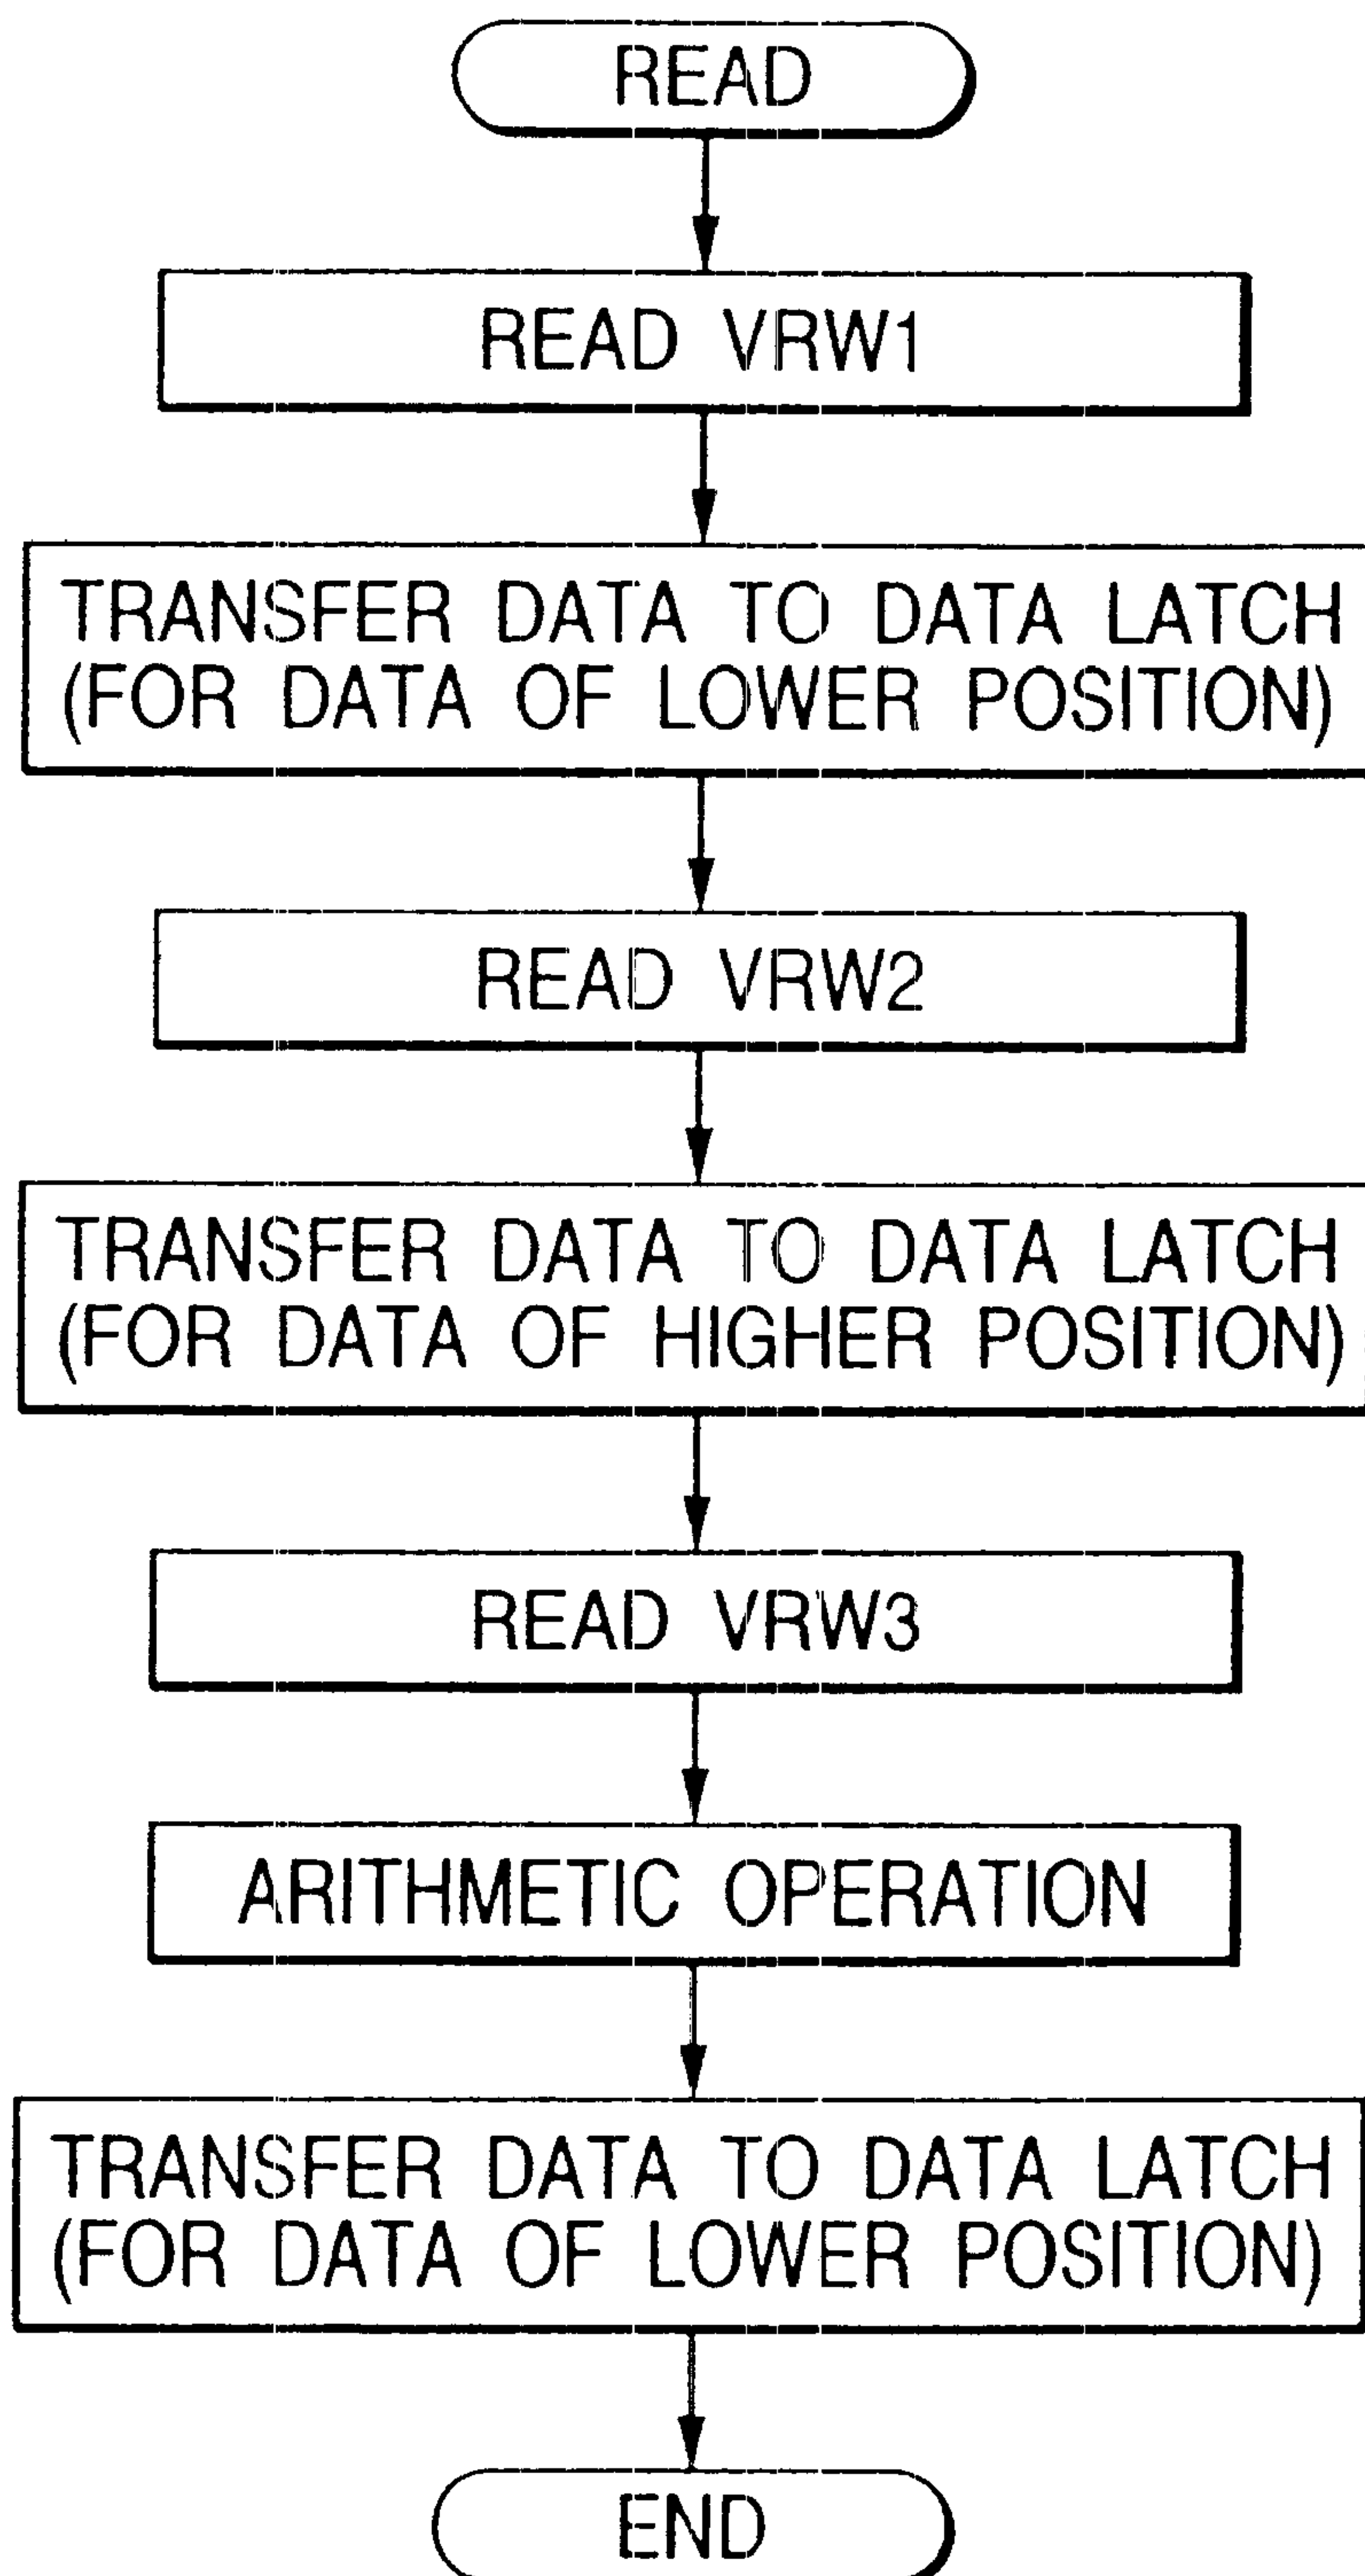 READ
READ VRW1
TRANSFER DATA TO DATA LATCH
(FOR DATA OF LOWER POSITION)
READ VRW2
TRANSFER DATA TO DATA LATCH
(FOR DATA OF HIGHER POSITION)
READ VRW3
ARITHMETIC OPERATION
TRANSFER DATA TO DATA LATCH
(FOR DATA OF LOWER POSITION)
END